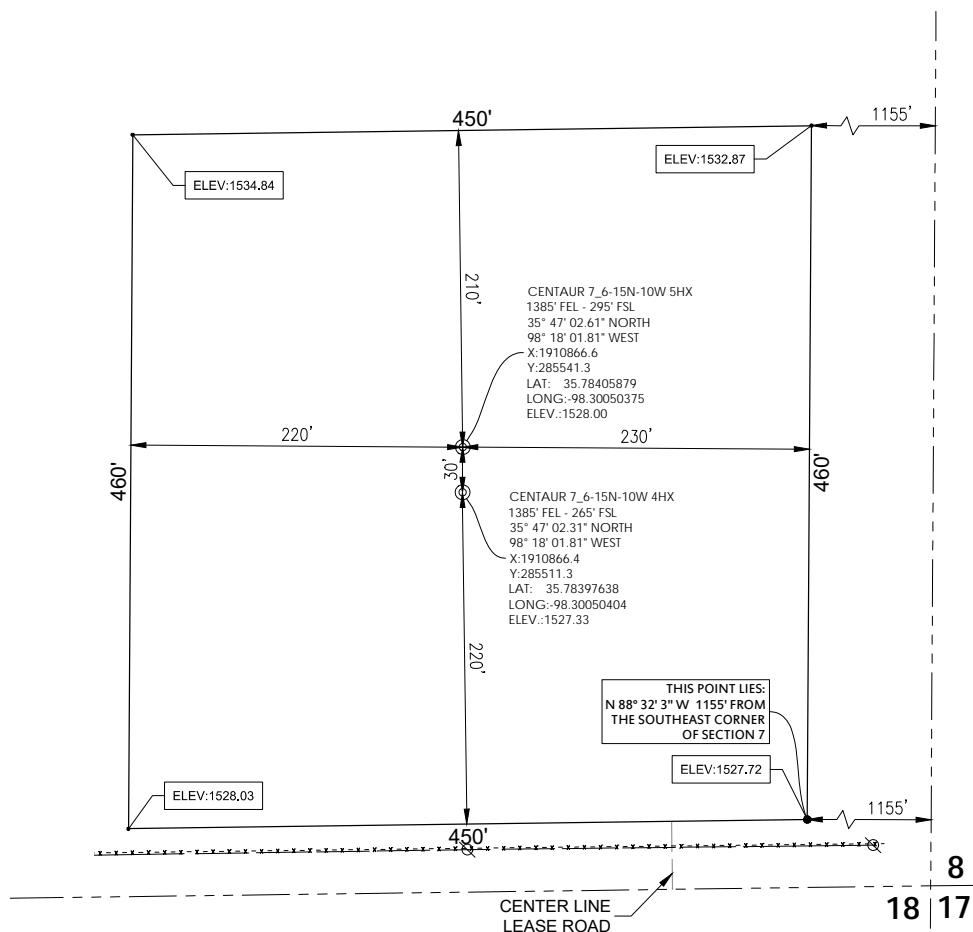 450'
1155'
ELEV:1532.87
ELEV:1534.84
210'
CENTAUR 7_6-15N-10W 5HX
1385' FEL - 295' FSL
35° 47' 02.61" NORTH
98° 18' 01.81" WEST
X:1910866.6
Y:285541.3
LAT: 35.78405879
LONG:-98.30050375
ELEV.:1528.00
220'
230'
460'
30'
460'
CENTAUR 7_6-15N-10W 4HX
1385' FEL - 265' FSL
35° 47' 02.31" NORTH
98° 18' 01.81" WEST
X:1910866.4
Y:285511.3
LAT: 35.78397638
LONG:-98.30050404
ELEV.:1527.33
220'
THIS POINT LIES:
N 88° 32' 3" W 1155' FROM
THE SOUTHEAST CORNER
OF SECTION 7
ELEV:1527.72
ELEV:1528.03
1155'
450'
8
CENTER LINE
LEASE ROAD
18 17